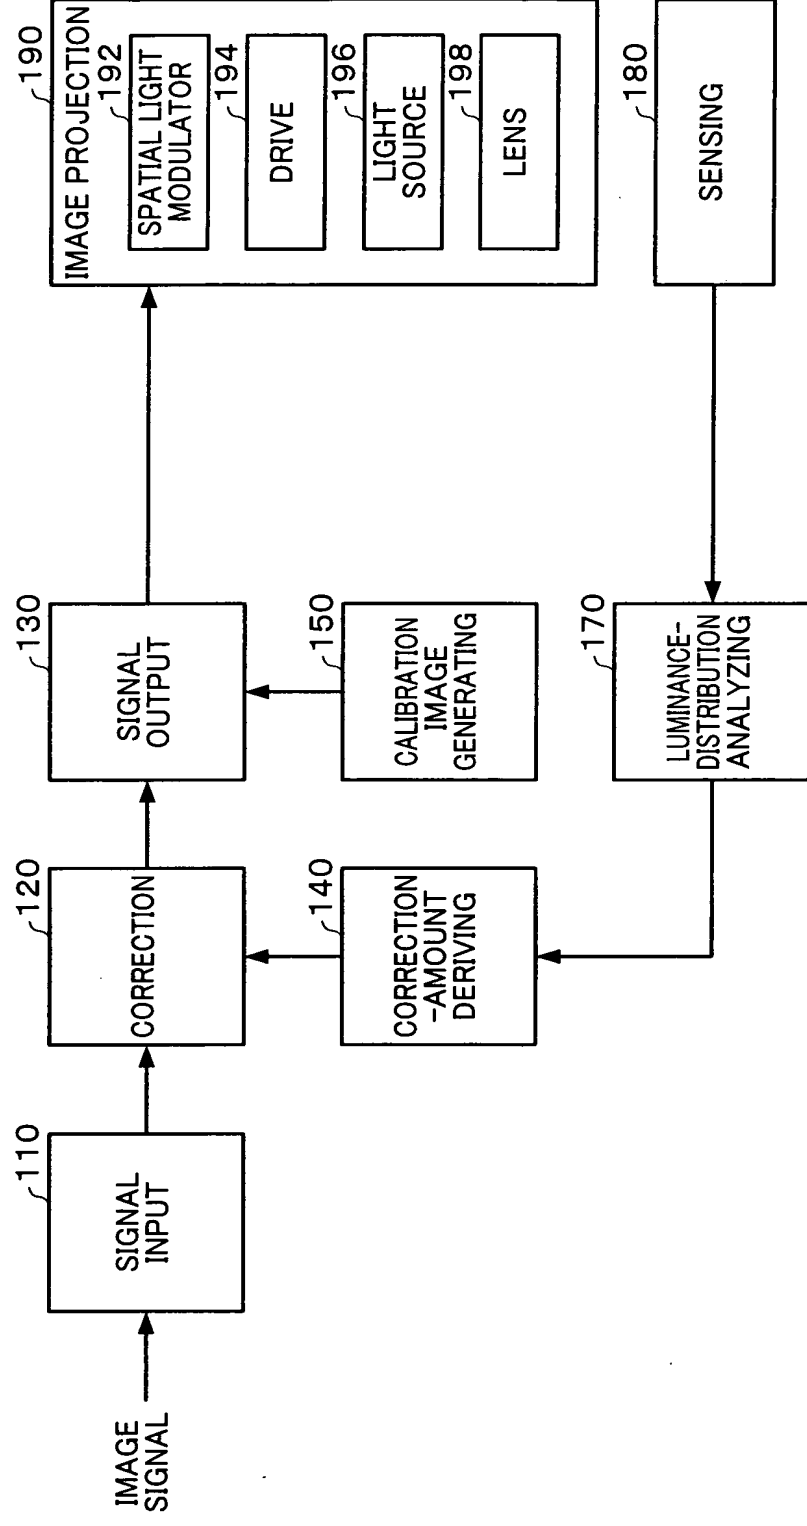 IMAGE
SIGNAL
110
SIGNAL
INPUT
120
CORRECTION
130
SIGNAL
OUTPUT
190
IMAGE PROJECTION
192
SPATIAL LIGHT
MODULATOR
194
DRIVE
196
LIGHT
SOURCE
198
LENS
140
CORRECTION
-AMOUNT
DERIVING
150
CALIBRATION
IMAGE
GENERATING
170
LUMINANCE-
DISTRIBUTION
ANALYZING
180
SENSING